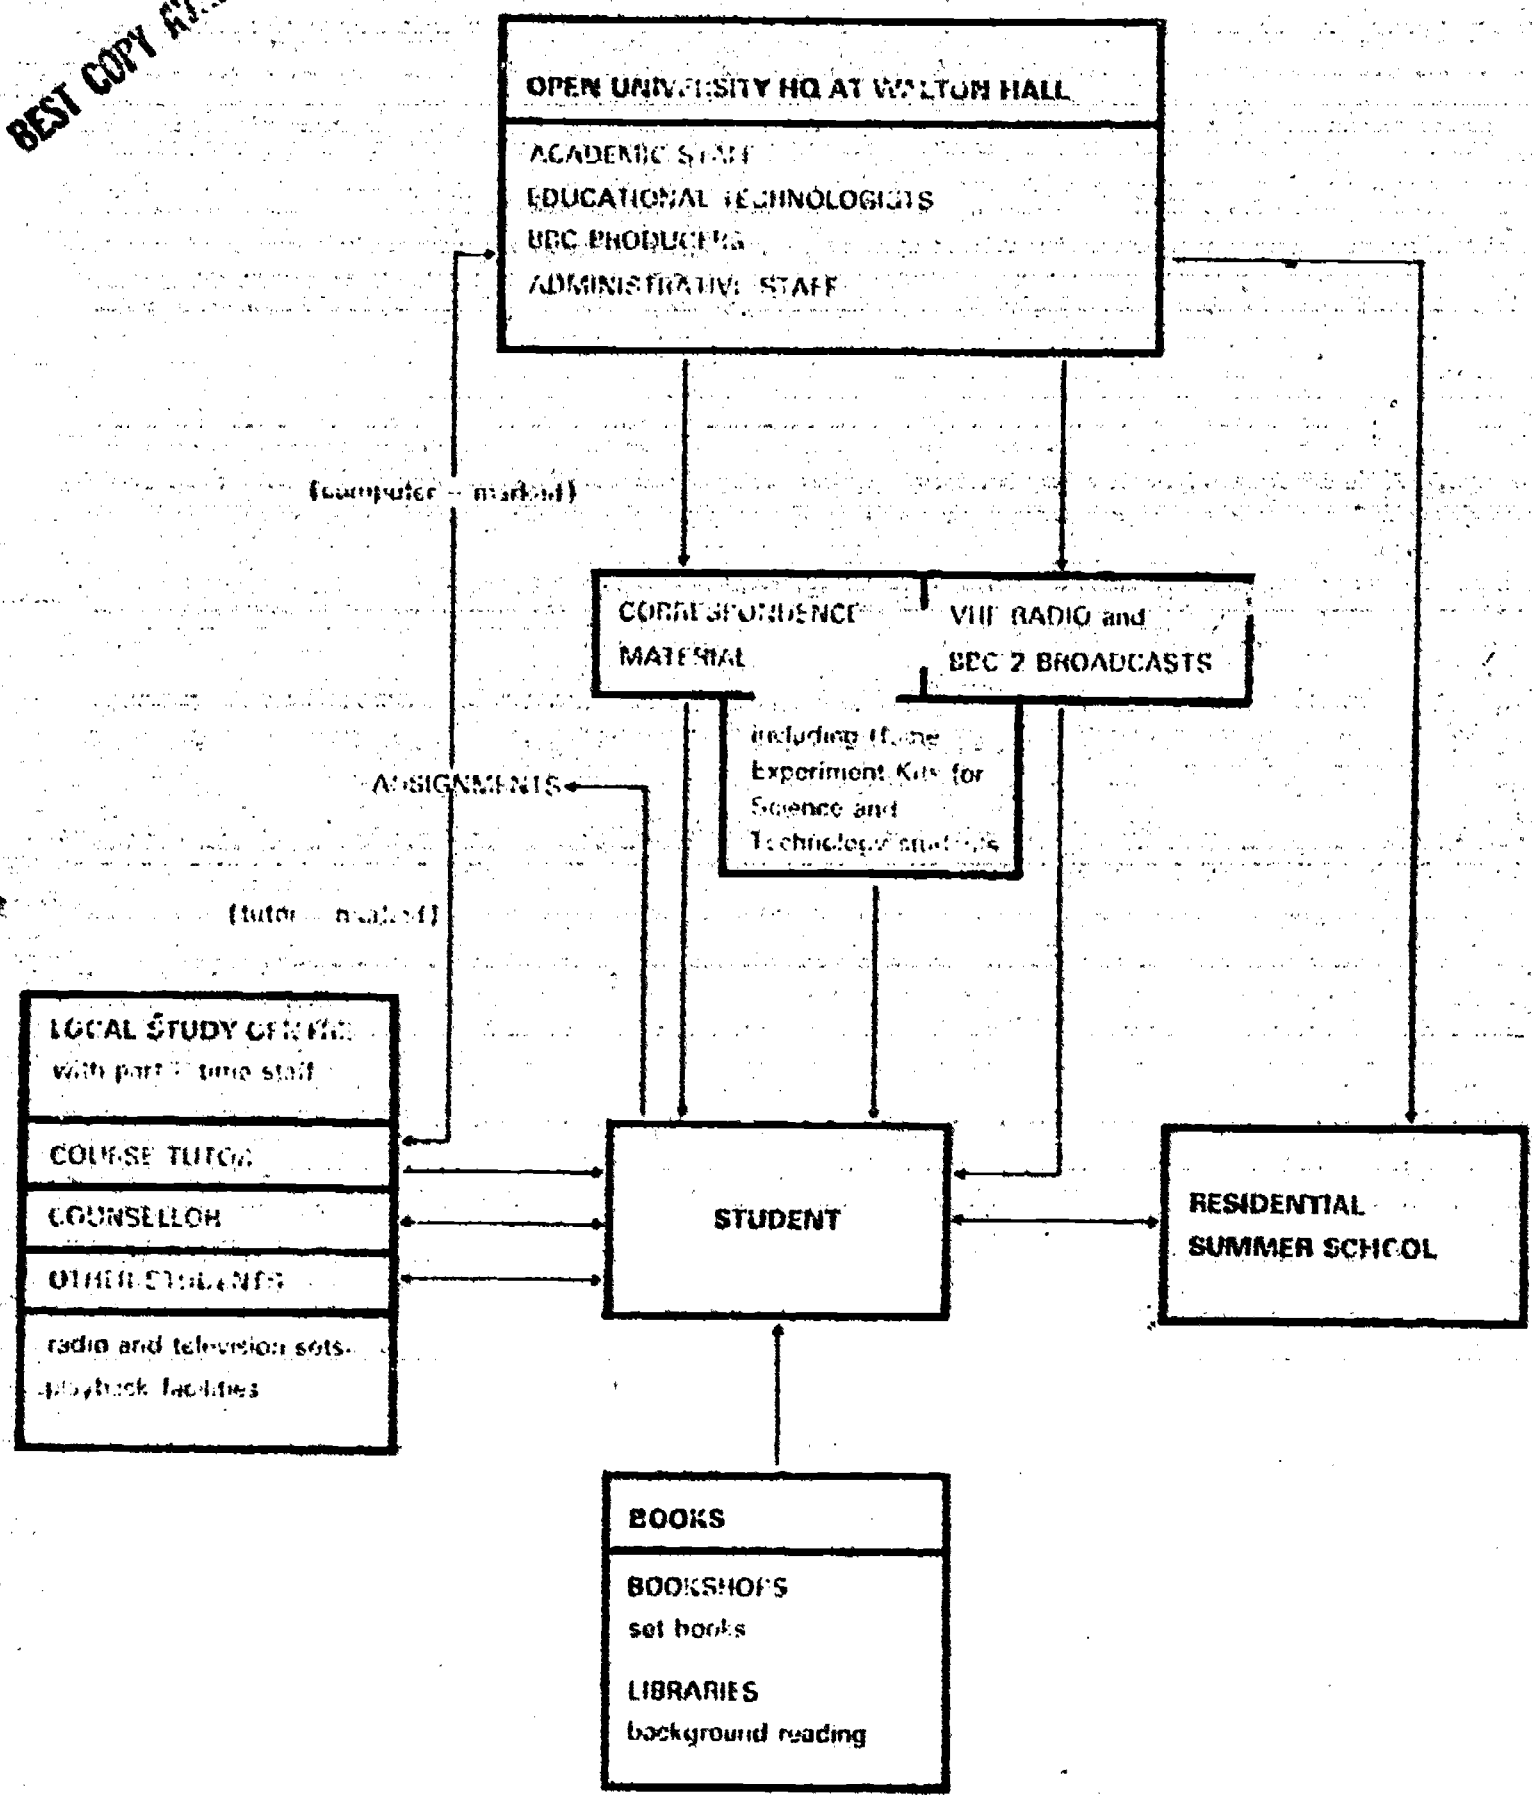 BEST COPY
OPEN UNIVERSITY HQ AT WALTON HALL
ACADEMIC STAFF
EDUCATIONAL TECHNOLOGISTS
BBC PRODUCERS
ADMINISTRATIVE STAFF
(computer - marked)
CORRESPONDENCE
MATERIAL
VHF RADIO and
BBC 2 BROADCASTS
including Home
Experiment Kits for
Science and
Technology students
ASSIGNMENTS
(tutor - marked)
LOCAL STUDY CENTRE
with part - time staff
COURSE TUTOR
COUNSELLOR
OTHER STUDENTS
radio and television sets
playback facilities
STUDENT
RESIDENTIAL
SUMMER SCHOOL
BOOKS
BOOKSHOPS
set books
LIBRARIES
background reading